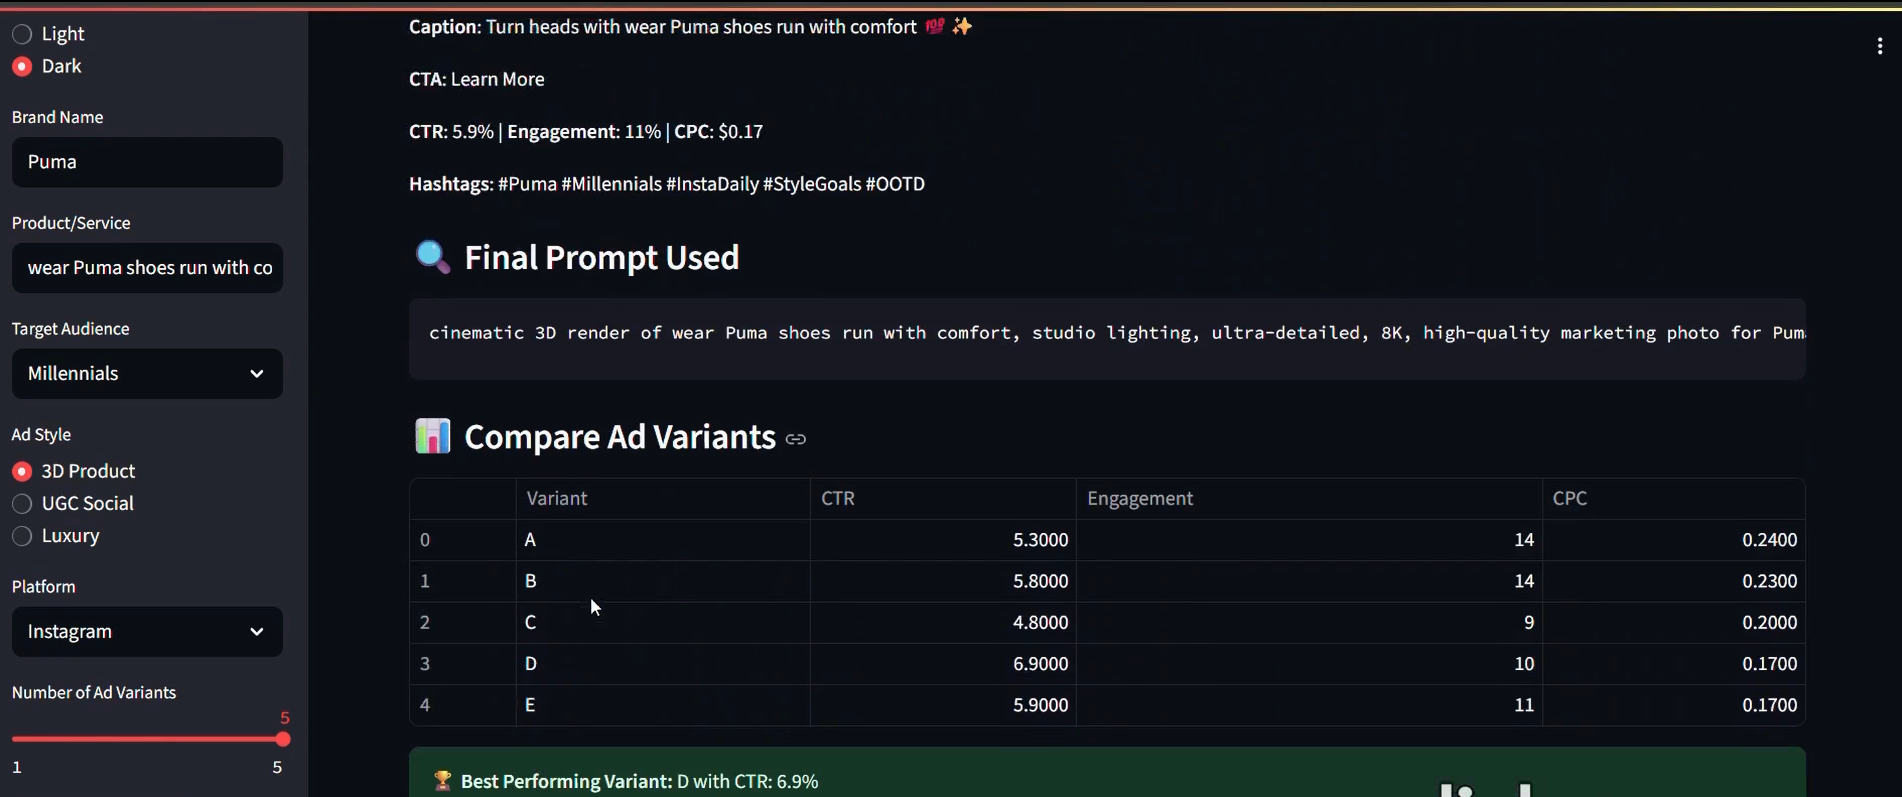 Light
Dark
Brand Name
Puma
Product/Service
wear Puma shoes run with co
Target Audience
Millennials
Ad Style
3D Product
UGC Social
Luxury
Platform
Instagram
Number of Ad Variants
5
1 5
Caption: Turn heads with wear Puma shoes run with comfort 💯 ✨
CTA: Learn More
CTR: 5.9% | Engagement: 11% | CPC: $0.17
Hashtags: #Puma #Millennials #InstaDaily #StyleGoals #OOTD
🔍 Final Prompt Used
cinematic 3D render of wear Puma shoes run with comfort, studio lighting, ultra-detailed, 8K, high-quality marketing photo for Pum
📊 Compare Ad Variants
Variant CTR Engagement CPC
0 A 5.3000 14 0.2400
1 B 5.8000 14 0.2300
2 C 4.8000 9 0.2000
3 D 6.9000 10 0.1700
4 E 5.9000 11 0.1700
🏆 Best Performing Variant: D with CTR: 6.9%